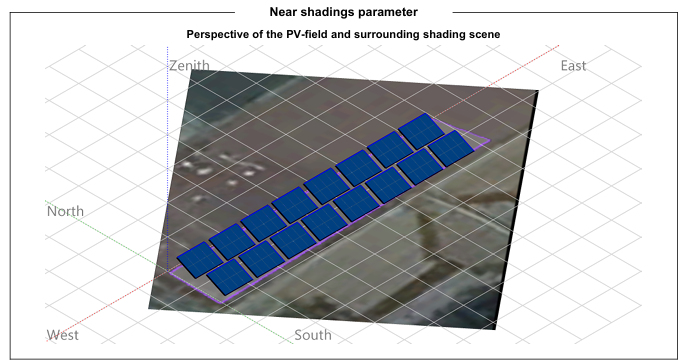 Near shadings parameter
Perspective of the PV-field and surrounding shading scene
Zenith
East
North
West
South